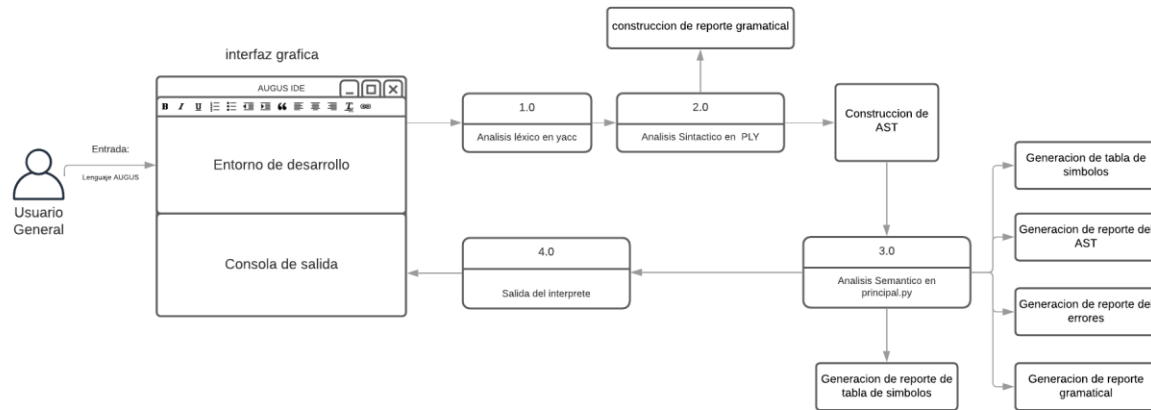 construccion de reporte gramatical
interfaz grafica
AUGUS IDE
B I U T
1.0
Analisis léxico en yacc
2.0
Analisis Sintactico en PLY
Construccion de
AST
Entrada:
Lenguaje AUGUS
Usuario
General
Entorno de desarrollo
Consola de salida
4.0
Salida del interprete
3.0
Analisis Semantico en
principal.py
Generacion de tabla de
simbolos
Generacion de reporte del
AST
Generacion de reporte de
errores
Generacion de reporte
gramatical
Generacion de reporte de
tabla de simbolos